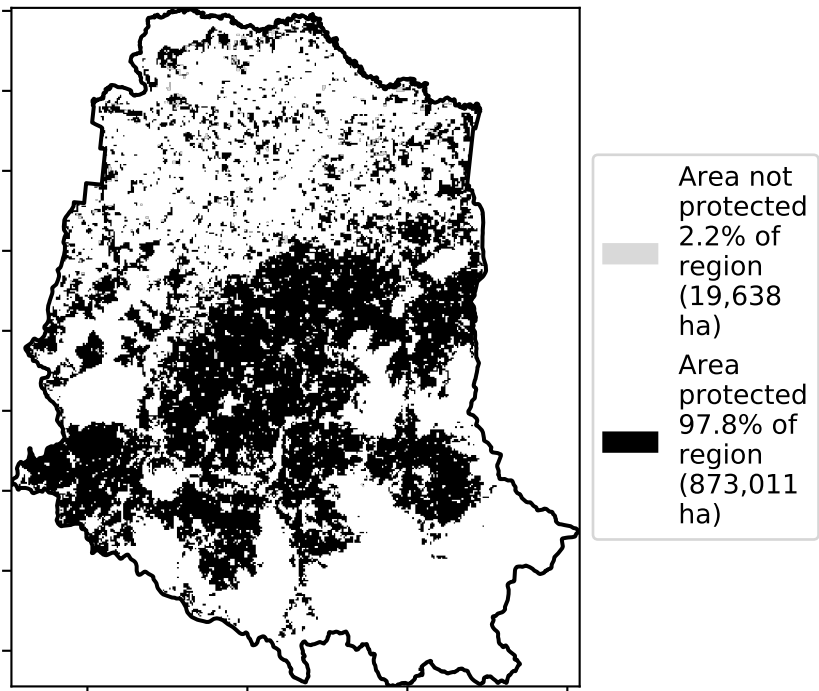 Area not
protected
2.2% of
region
(19,638
ha)
Area
protected
97.8% of
region
(873,011
ha)